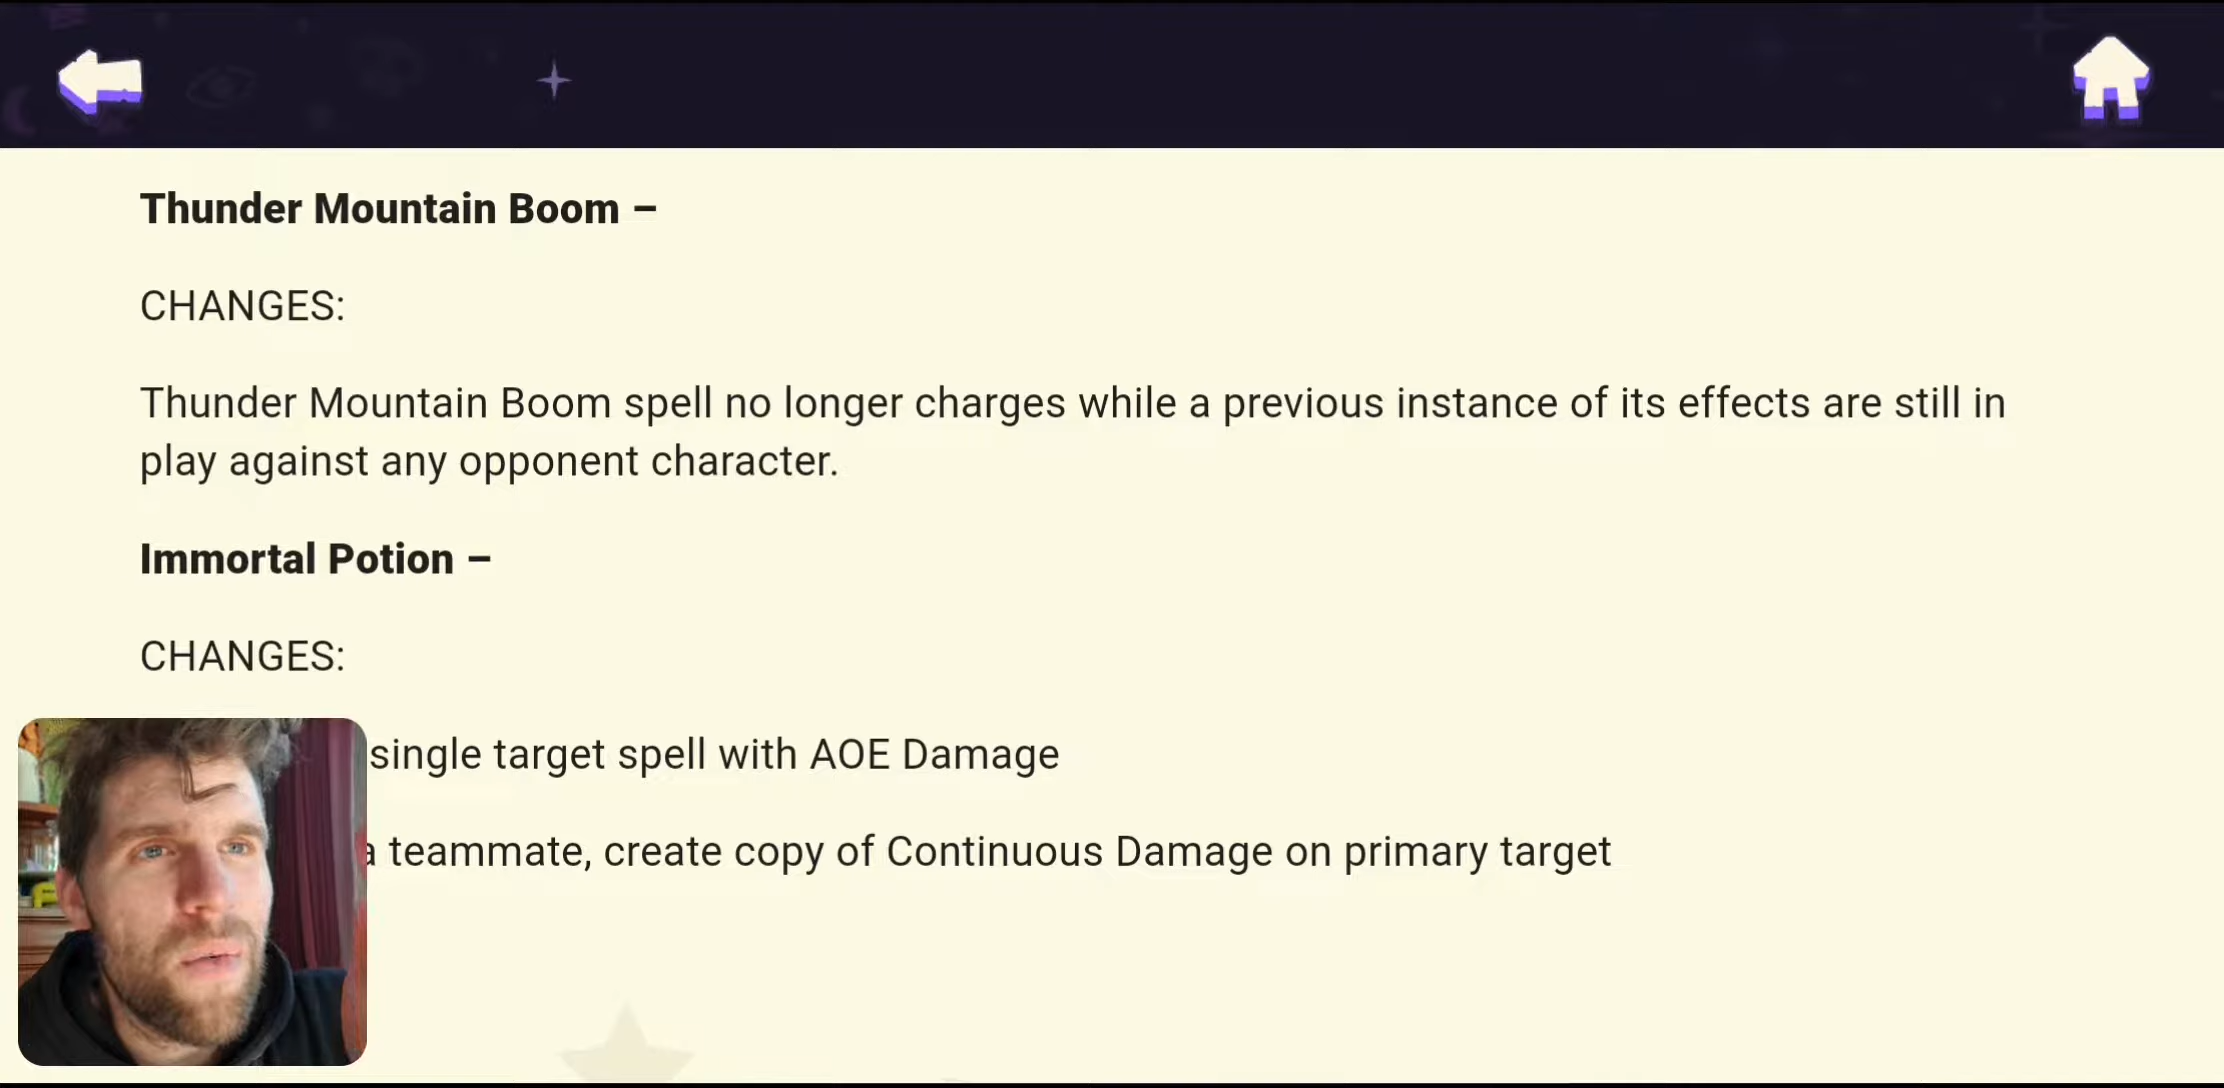 Thunder Mountain Boom –
CHANGES:
Thunder Mountain Boom spell no longer charges while a previous instance of its effects are still in
play against any opponent character.
Immortal Potion –
CHANGES:
single target spell with AOE Damage
a teammate, create copy of Continuous Damage on primary target